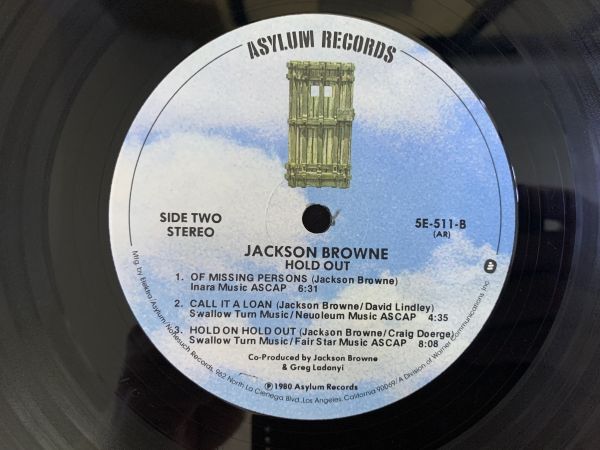 ASYLUM RECORDS
SIDE TWO
STEREO
5E-511-B
(AR)
JACKSON BROWNE
HOLD OUT
1. OF MISSING PERSONS (Jackson Browne)
Inara Music ASCAP 6:31
2. CALL IT A LOAN (Jackson Browne/David Lindley)
Swallow Turn Music/Neuoleum Music ASCAP 4:35
3. HOLD ON HOLD OUT (Jackson Browne/Craig Doerge)
Swallow Turn Music/Fair Star Music ASCAP 8:08
Co-Produced by Jackson Browne
& Greg Ladanyi
℗ 1980 Asylum Records
Mfg. by Elektra/Asylum/Nonesuch Records, 962 North La Cienega Blvd., Los Angeles, California 90069/A Division of Warner Communications Inc.